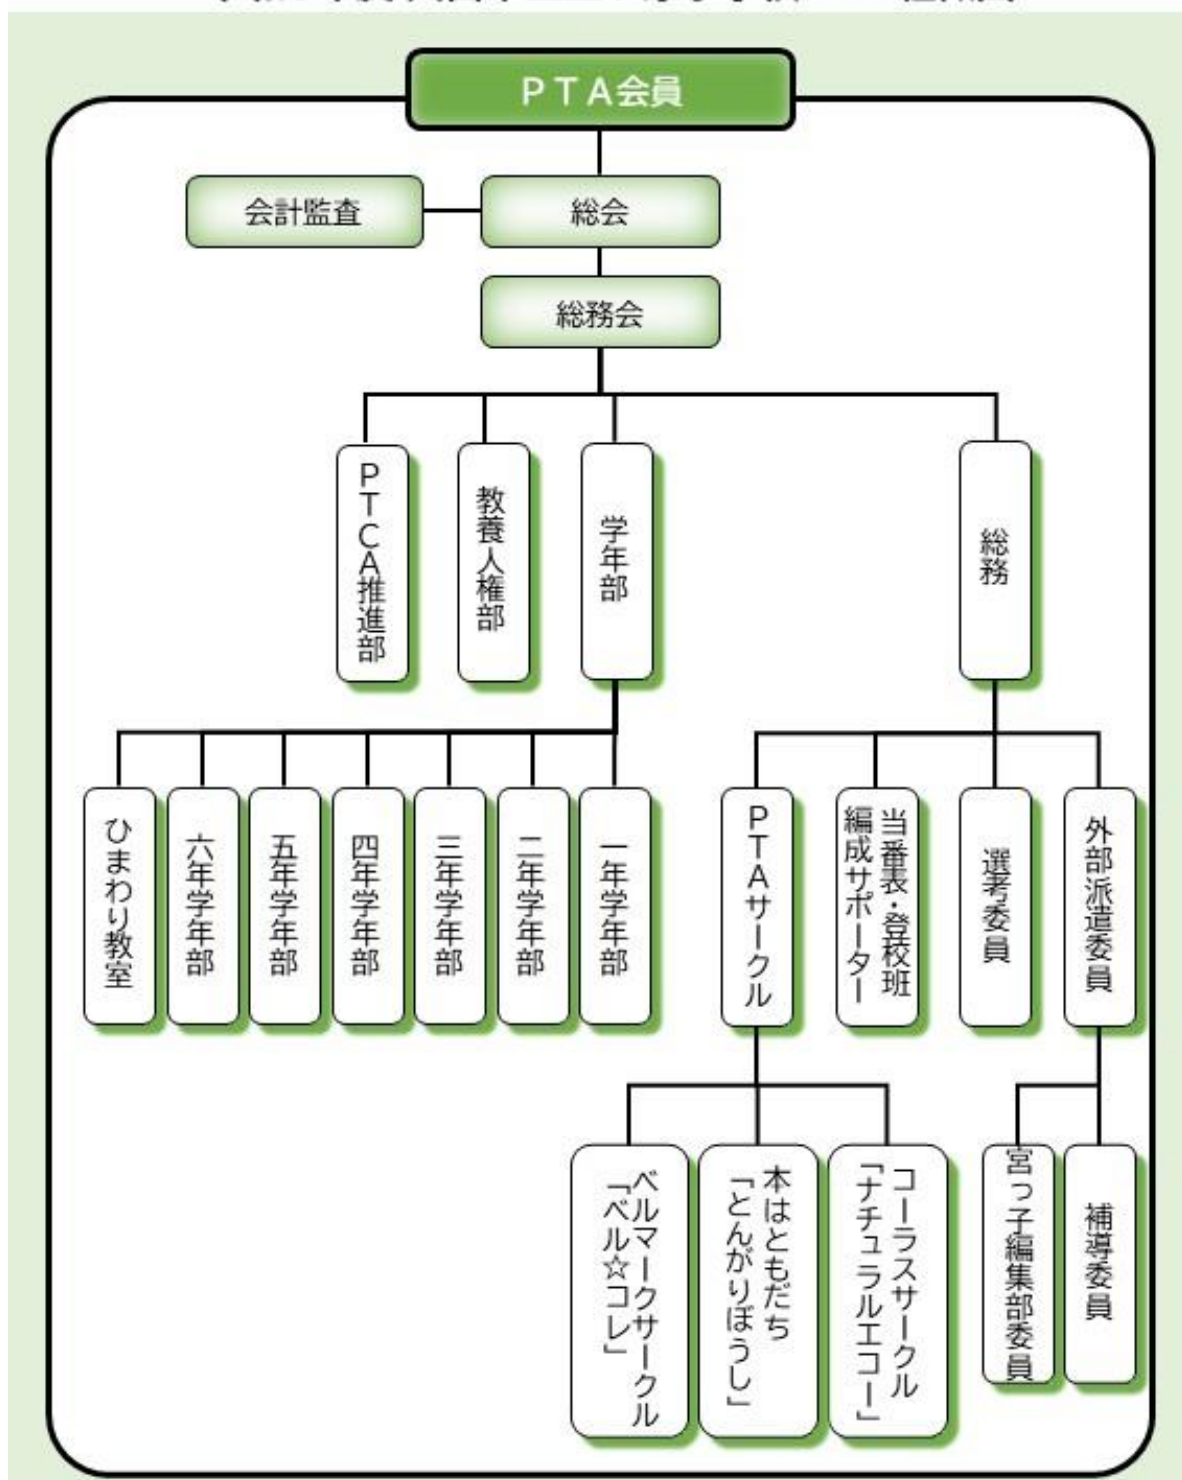 PTA会員
会計監査
総会
総務会
PTCA推進部
教養人権部
学年部
総務
ひまわり教室
六年学年部
五年学年部
四年学年部
三年学年部
二年学年部
一年学年部
PTAサークル
当番表・登校班
編成サポーター
選考委員
外部派遣委員
ベルマークサークル
「ベル☆コレ」
本はともだち
「とんがりぼうし」
コーラスサークル
「ナチュラルエコー」
宮っ子編集部委員
補導委員